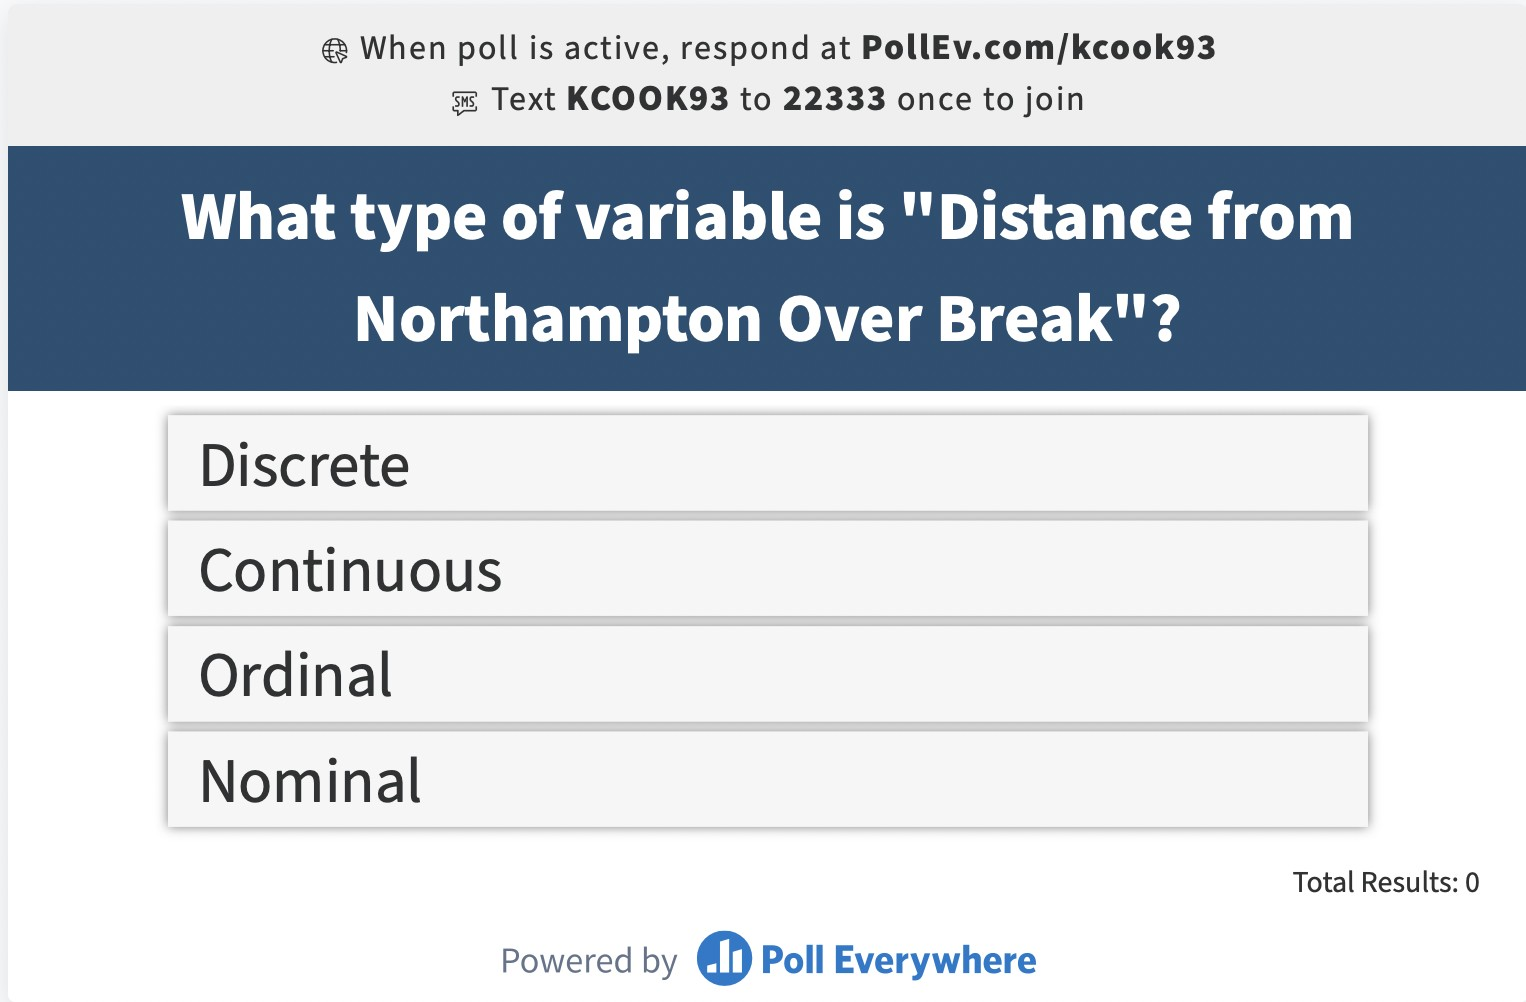 When poll is active, respond at PollEv.com/kcook93
SMS Text KCOOK93 to 22333 once to join
What type of variable is "Distance from
Northampton Over Break"?
Discrete
Continuous
Ordinal
Nominal
Total Results: 0
Powered by Poll Everywhere